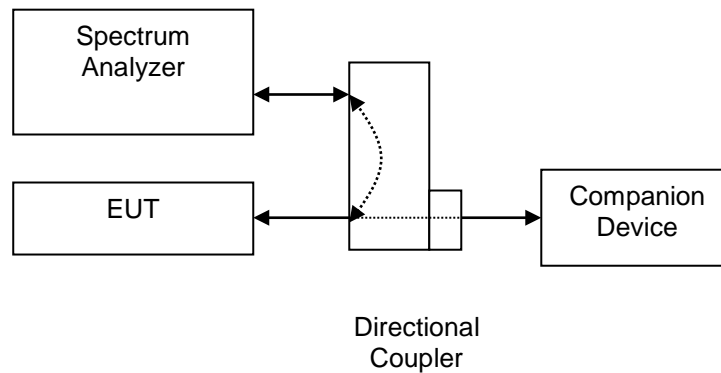 Spectrum
Analyzer
EUT
Companion
Device
Directional
Coupler